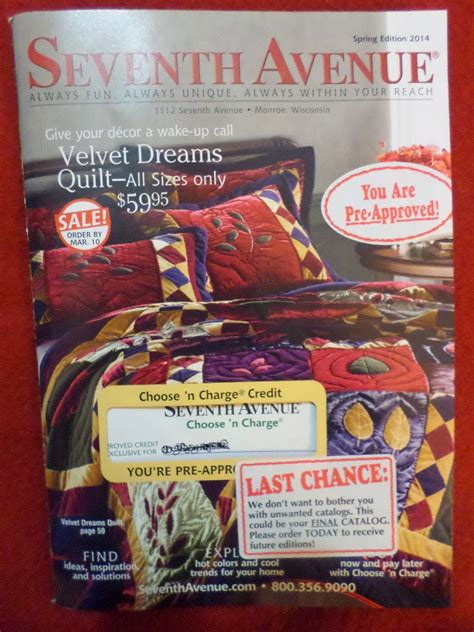 Spring Edition 2014
SEVENTH AVENUE®
ALWAYS FUN, ALWAYS UNIQUE, ALWAYS WITHIN YOUR REACH
1112 Seventh Avenue • Monroe, Wisconsin
Give your décor a wake-up call
Velvet Dreams
Quilt—All Sizes only
$59.95
SALE!
ORDER BY
MAR. 10
You Are
Pre-Approved!
Choose 'n Charge® Credit
SEVENTH AVENUE
Choose 'n Charge®
ROVED CREDIT
XCLUSIVE FOR
YOU'RE PRE-APPRO
LAST CHANCE:
We don't want to bother you
with unwanted catalogs. This
could be your FINAL CATALOG.
Please order TODAY to receive
future editions!
Velvet Dreams Quilt,
page 59
FIND
ideas, inspiration
and solutions
EXPL
hot colors and cool
trends for your home
now and pay later
with Choose 'n Charge®
SeventhAvenue.com • 800.356.9090